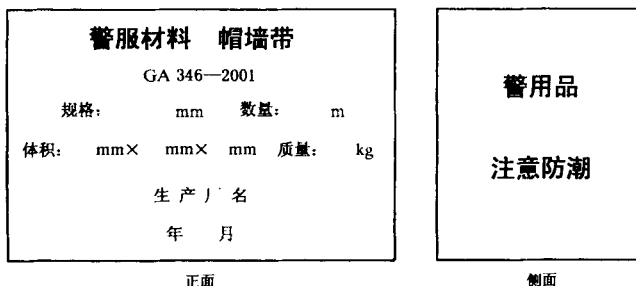 警服材料 帽墙带
GA 346—2001
规格： mm 数量： m
体积： mm× mm× mm 质量： kg
生产厂名
年 月
正面
警用品
注意防潮
侧面